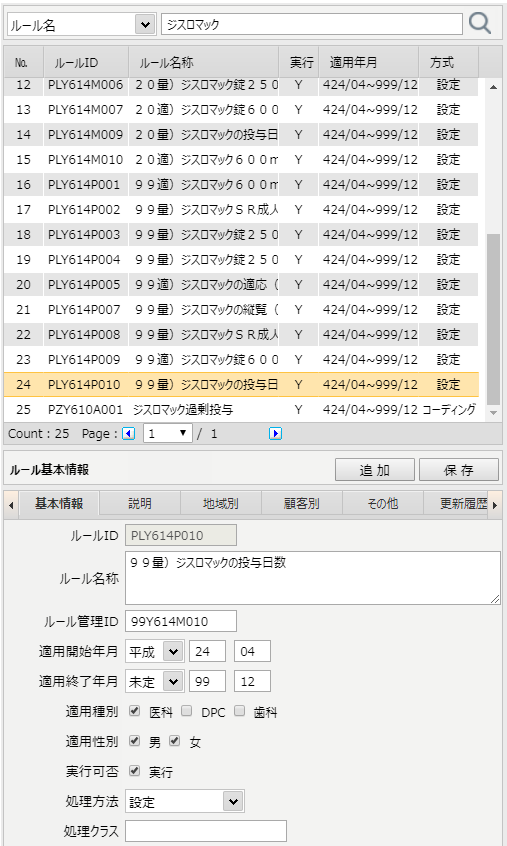 ルール名 ジスロマック
No. ルールID ルール名称 実行 適用年月 方式
12 PLY614M006 ２０量）ジスロマック錠２５０ Y 424/04~999/12 設定
13 PLY614M007 ２０適）ジスロマック錠６００ Y 424/04~999/12 設定
14 PLY614M009 ２０量）ジスロマックの投与日 Y 424/04~999/12 設定
15 PLY614M010 ２０適）ジスロマック６００m Y 424/04~999/12 設定
16 PLY614P001 ９９適）ジスロマック６００m Y 424/04~999/12 設定
17 PLY614P002 ９９量）ジスロマックＳＲ成人 Y 424/04~999/12 設定
18 PLY614P003 ９９量）ジスロマック錠２５０ Y 424/04~999/12 設定
19 PLY614P004 ９９量）ジスロマック錠２５０ Y 424/04~999/12 設定
20 PLY614P005 ９９適）ジスロマックの適応（ Y 424/04~999/12 設定
21 PLY614P007 ９９量）ジスロマックの縦覧（ Y 424/04~999/12 設定
22 PLY614P008 ９９量）ジスロマックＳＲ成人 Y 424/04~999/12 設定
23 PLY614P009 ９９適）ジスロマック錠６００ Y 424/04~999/12 設定
24 PLY614P010 ９９量）ジスロマックの投与日 Y 424/04~999/12 設定
25 PZY610A001 ジスロマック過剰投与 Y 424/04~999/12 コーディング
Count : 25 Page : 1 / 1
ルール基本情報 追 加 保 存
基本情報 説明 地域別 顧客別 その他 更新履歴
ルールID PLY614P010
ルール名称 ９９量）ジスロマックの投与日数
ルール管理ID 99Y614M010
適用開始年月 平成 24 04
適用終了年月 未定 99 12
適用種別 医科 DPC 歯科
適用性別 男 女
実行可否 実行
処理方法 設定
処理クラス